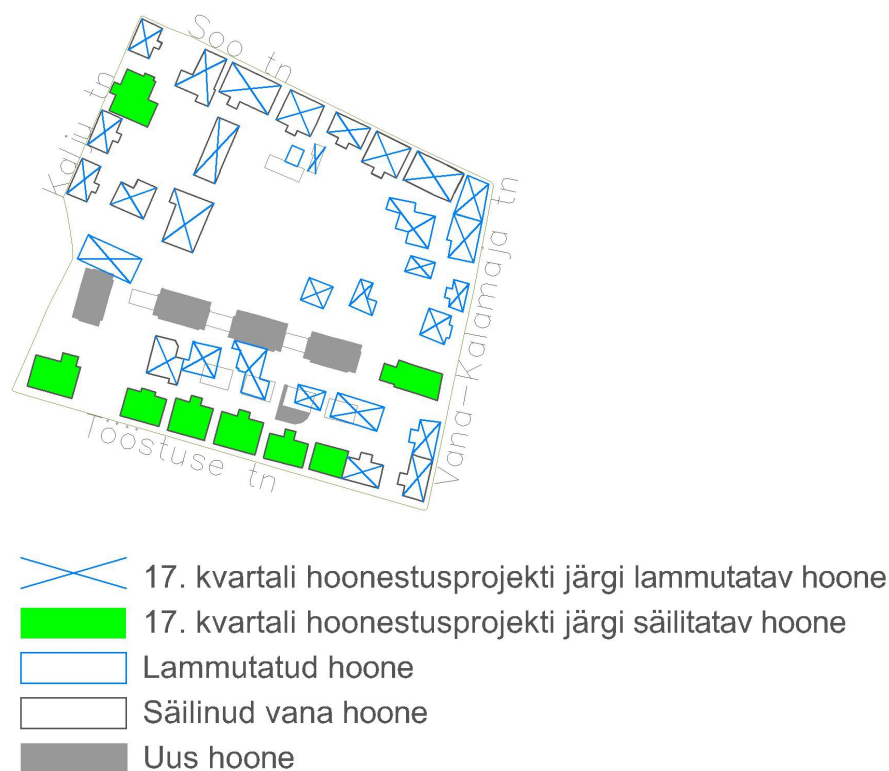 Soo tn
Kalju tn
Vana-Kalamaja tn
Tööstuse tn
17. kvartali hoonestusprojekti järgi lammutatav hoone
17. kvartali hoonestusprojekti järgi säilitatav hoone
Lammutatud hoone
Säilinud vana hoone
Uus hoone